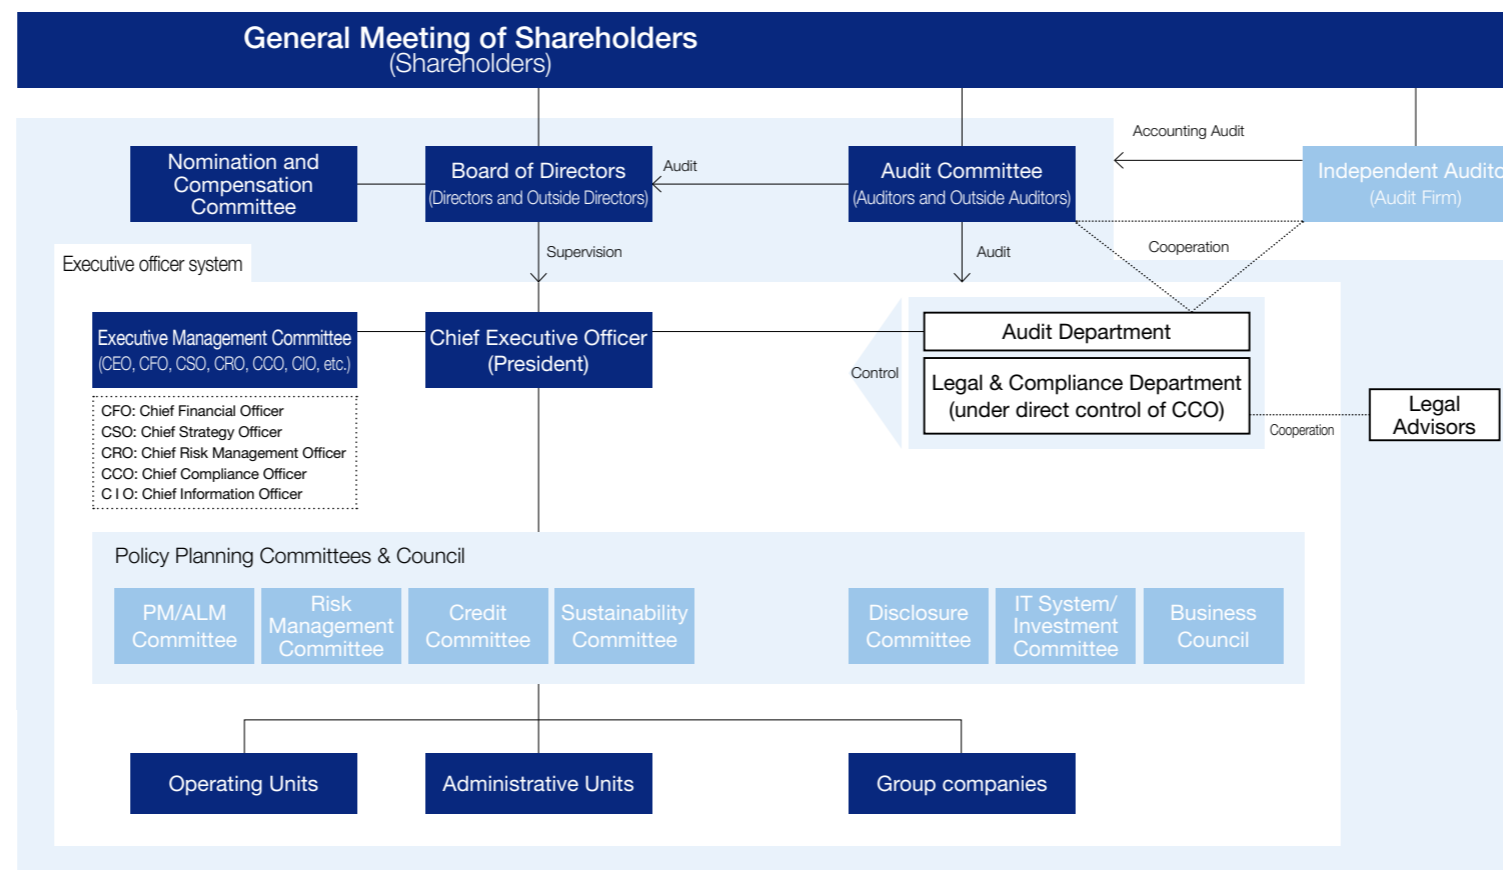 General Meeting of Shareholders
(Shareholders)
Accounting Audit
Nomination and
Compensation
Committee
Board of Directors
(Directors and Outside Directors)
Audit
Audit Committee
(Auditors and Outside Auditors)
Independent
(Audit Firm)
Executive officer system
Supervision
Audit
Cooperation
Executive Management Committee
(CEO, CFO, CSO, CRO, CCO, CIO, etc.)
Chief Executive Officer
(President)
Control
Audit Department
Legal & Compliance Department
(under direct control of CCO)
Cooperation
Legal
Advisors
CFO: Chief Financial Officer
CSO: Chief Strategy Officer
CRO: Chief Risk Management Officer
CCO: Chief Compliance Officer
C I O: Chief Information Officer
Policy Planning Committees & Council
PM/ALM
Committee
Risk
Management
Committee
Credit
Committee
Sustainability
Committee
Disclosure
Committee
IT System/
Investment
Committee
Business
Council
Operating Units
Administrative Units
Group companies